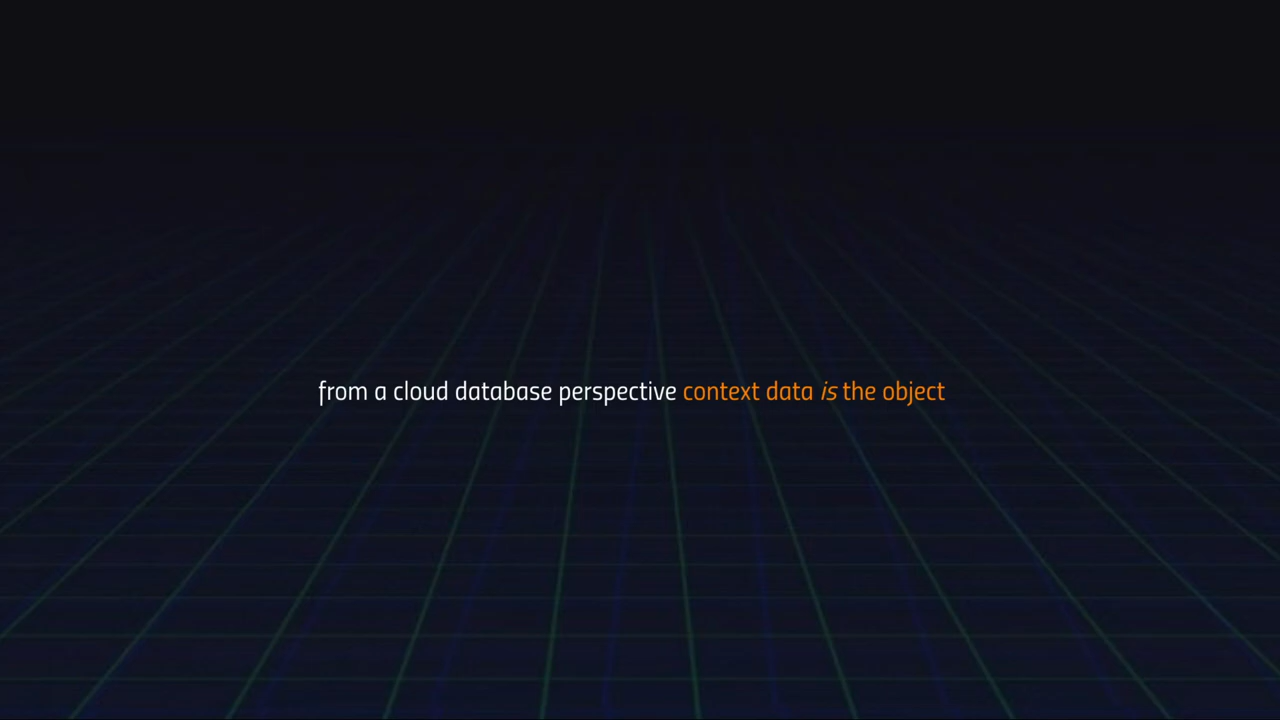 from a cloud database perspective context data is the object